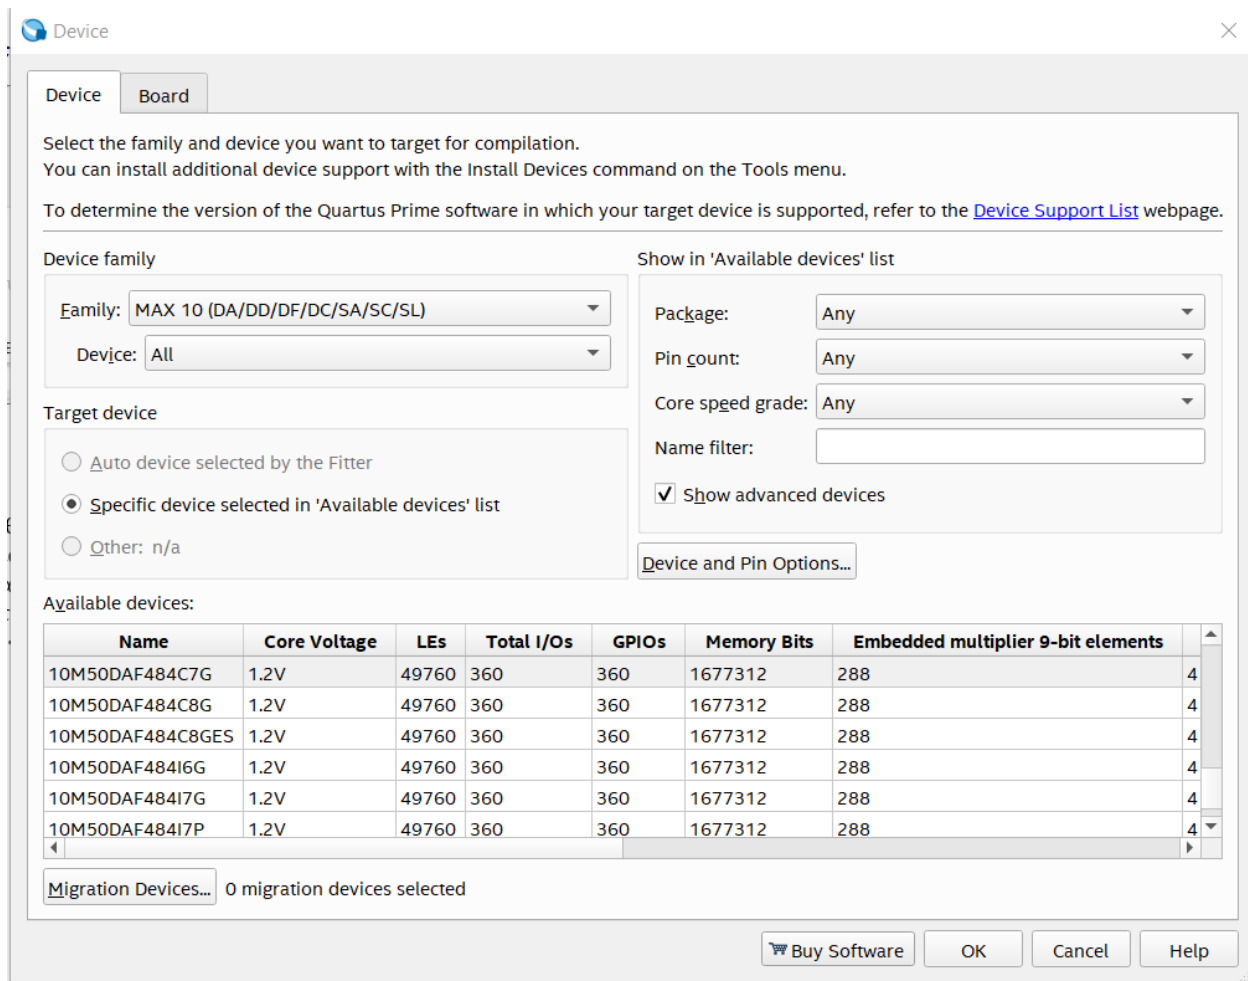 Device
Device Board
Select the family and device you want to target for compilation.
You can install additional device support with the Install Devices command on the Tools menu.
To determine the version of the Quartus Prime software in which your target device is supported, refer to the Device Support List webpage.
Device family
Family: MAX 10 (DA/DD/DF/DC/SA/SC/SL)
Device: All
Target device
Auto device selected by the Fitter
Specific device selected in 'Available devices' list
Other: n/a
Show in 'Available devices' list
Package: Any
Pin count: Any
Core speed grade: Any
Name filter:
Show advanced devices
Device and Pin Options...
Available devices:
Name Core Voltage LEs Total I/Os GPIOs Memory Bits Embedded multiplier 9-bit elements
10M50DAF484C7G 1.2V 49760 360 360 1677312 288 4
10M50DAF484C8G 1.2V 49760 360 360 1677312 288 4
10M50DAF484C8GES 1.2V 49760 360 360 1677312 288 4
10M50DAF484I6G 1.2V 49760 360 360 1677312 288 4
10M50DAF484I7G 1.2V 49760 360 360 1677312 288 4
10M50DAF484I7P 1.2V 49760 360 360 1677312 288 4
Migration Devices... 0 migration devices selected
Buy Software OK Cancel Help